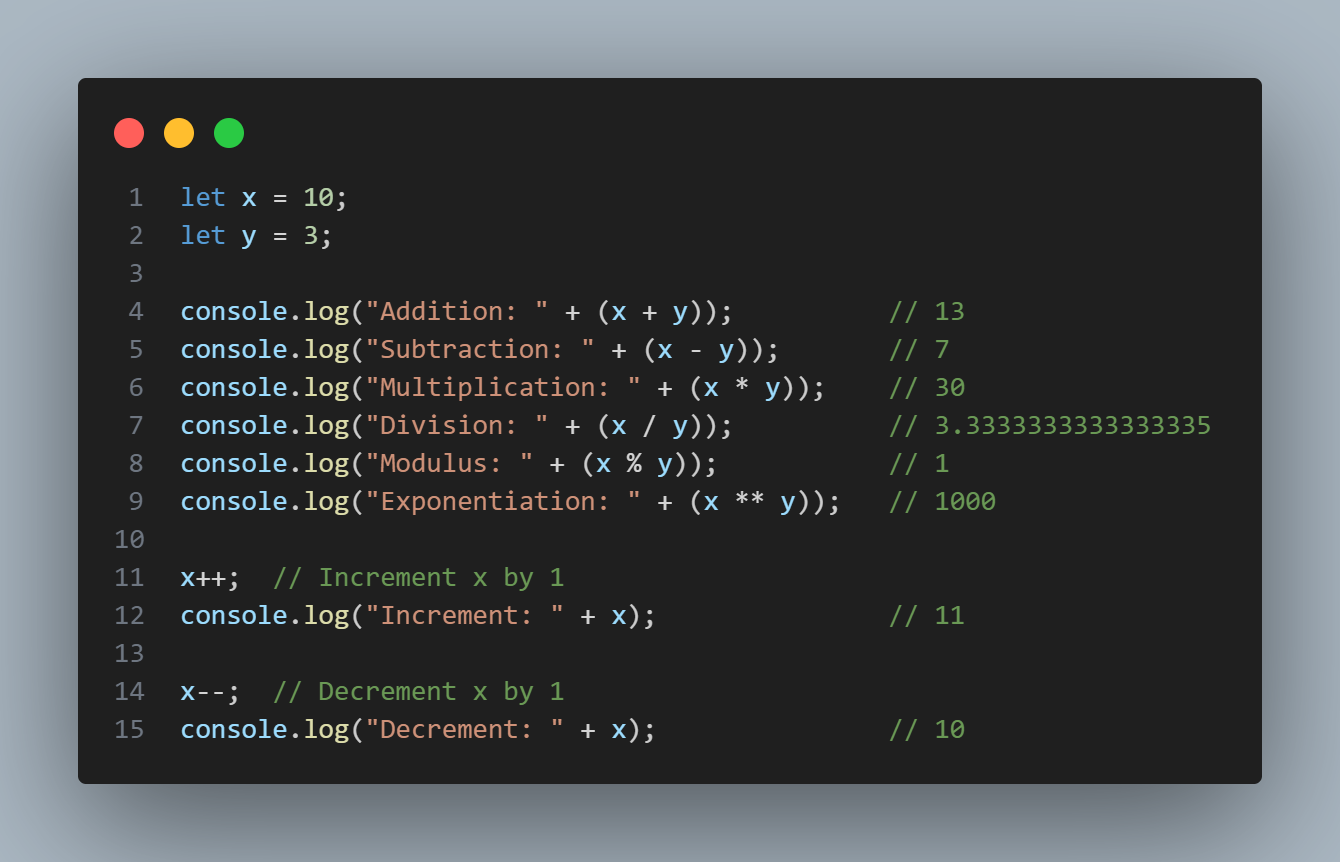 1 let x = 10;
2 let y = 3;
3
4 console.log("Addition: " + (x + y));          // 13
5 console.log("Subtraction: " + (x - y));       // 7
6 console.log("Multiplication: " + (x * y));    // 30
7 console.log("Division: " + (x / y));          // 3.3333333333333335
8 console.log("Modulus: " + (x % y));           // 1
9 console.log("Exponentiation: " + (x ** y));   // 1000
10
11 x++;  // Increment x by 1
12 console.log("Increment: " + x);               // 11
13
14 x--;  // Decrement x by 1
15 console.log("Decrement: " + x);               // 10